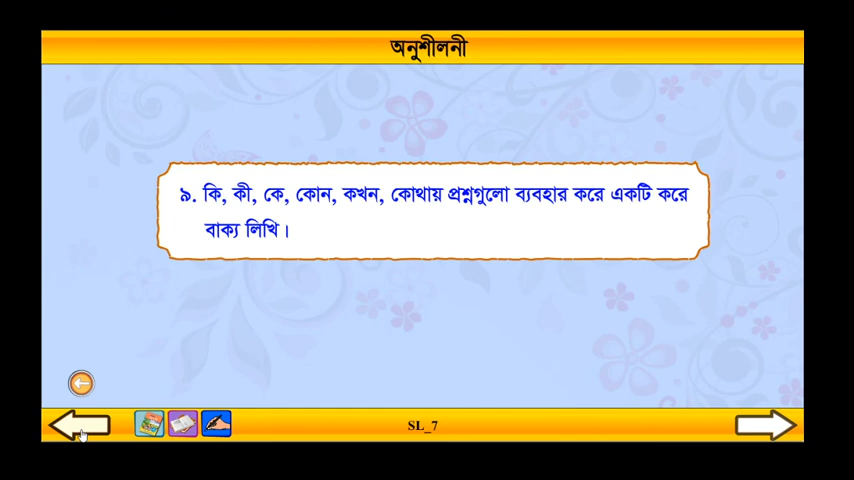 অনুশীলনী
৯. কি, কী, কে, কোন, কখন, কোথায় প্রশ্নগুলো ব্যবহার করে একটি করে
বাক্য লিখি।
SL_7